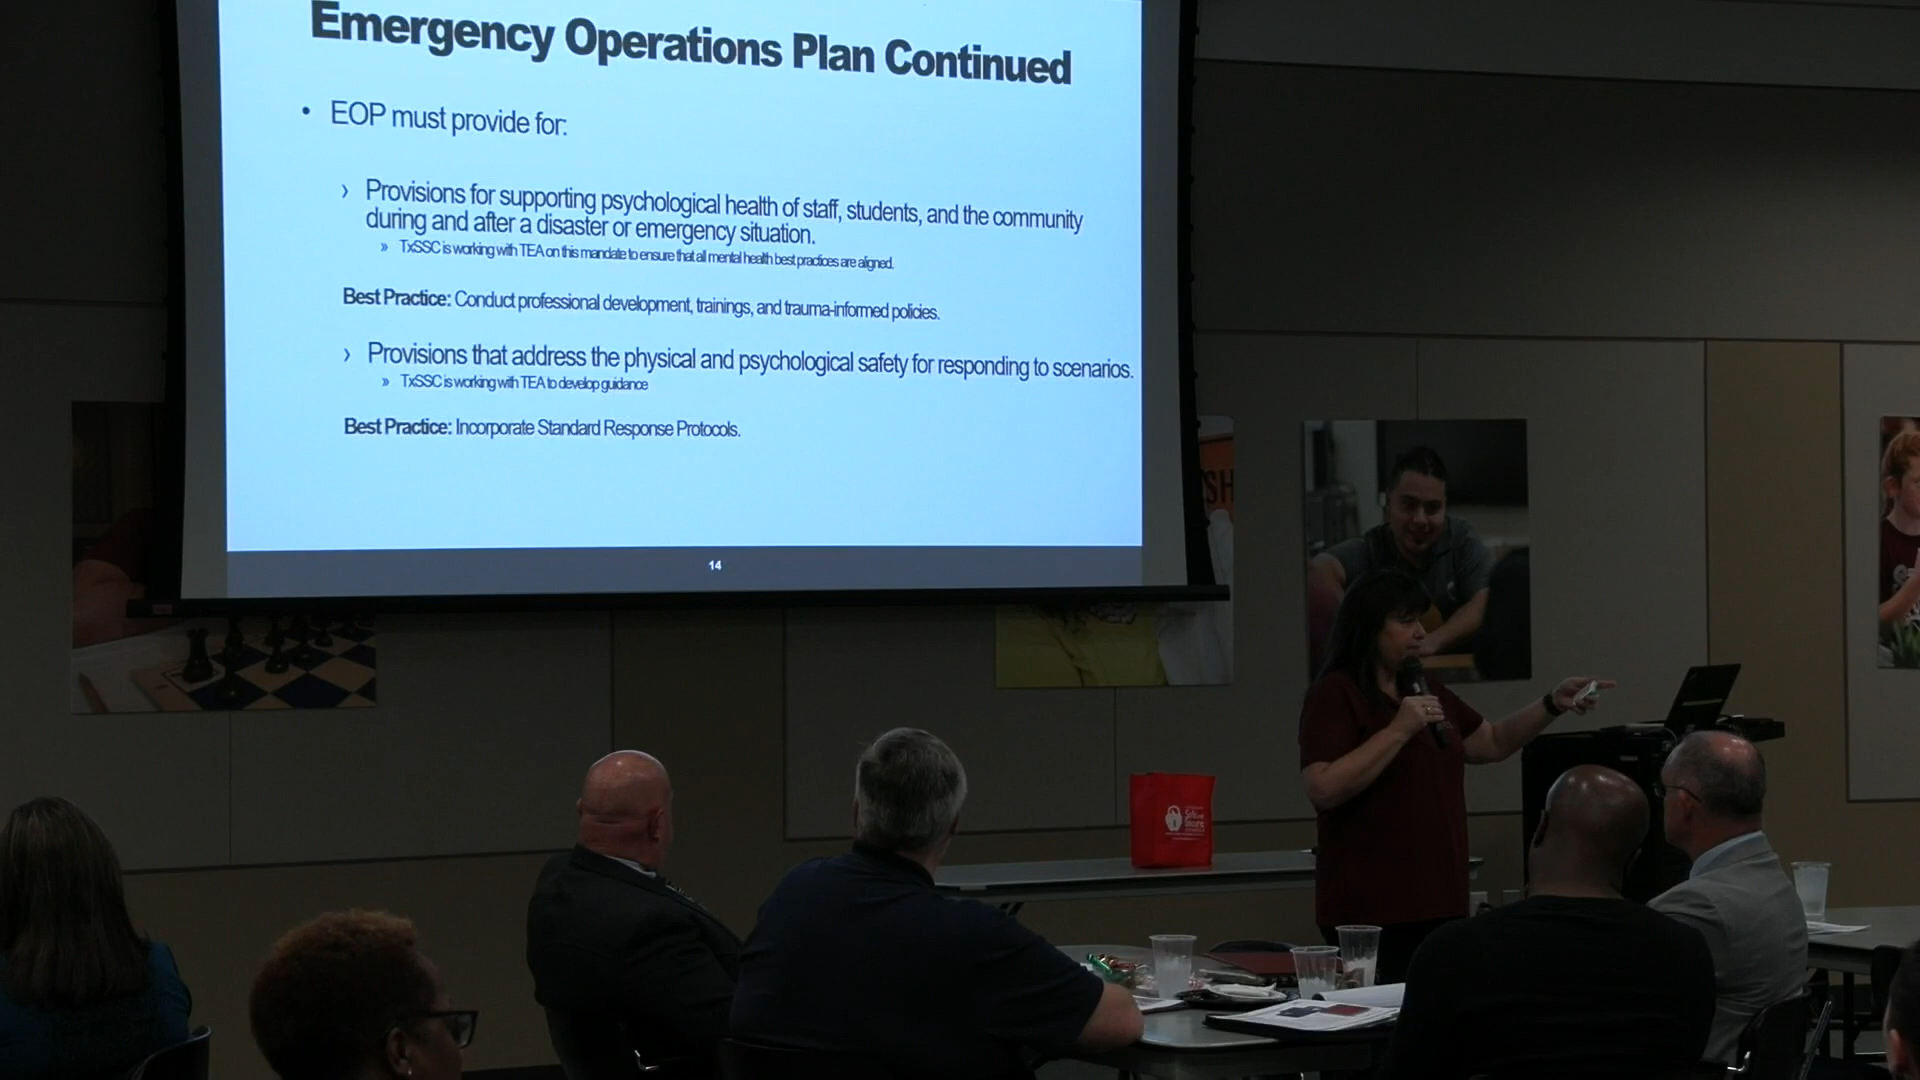 Emergency Operations Plan Continued
• EOP must provide for:
› Provisions for supporting psychological health of staff, students, and the community
during and after a disaster or emergency situation.
» TxSSC is working with TEA on this mandate to ensure that all mental health best practices are aligned.
Best Practice: Conduct professional development, trainings, and trauma-informed policies.
› Provisions that address the physical and psychological safety for responding to scenarios.
» TxSSC is working with TEA to develop guidance
Best Practice: Incorporate Standard Response Protocols.
14
SH
Safe and
Secure